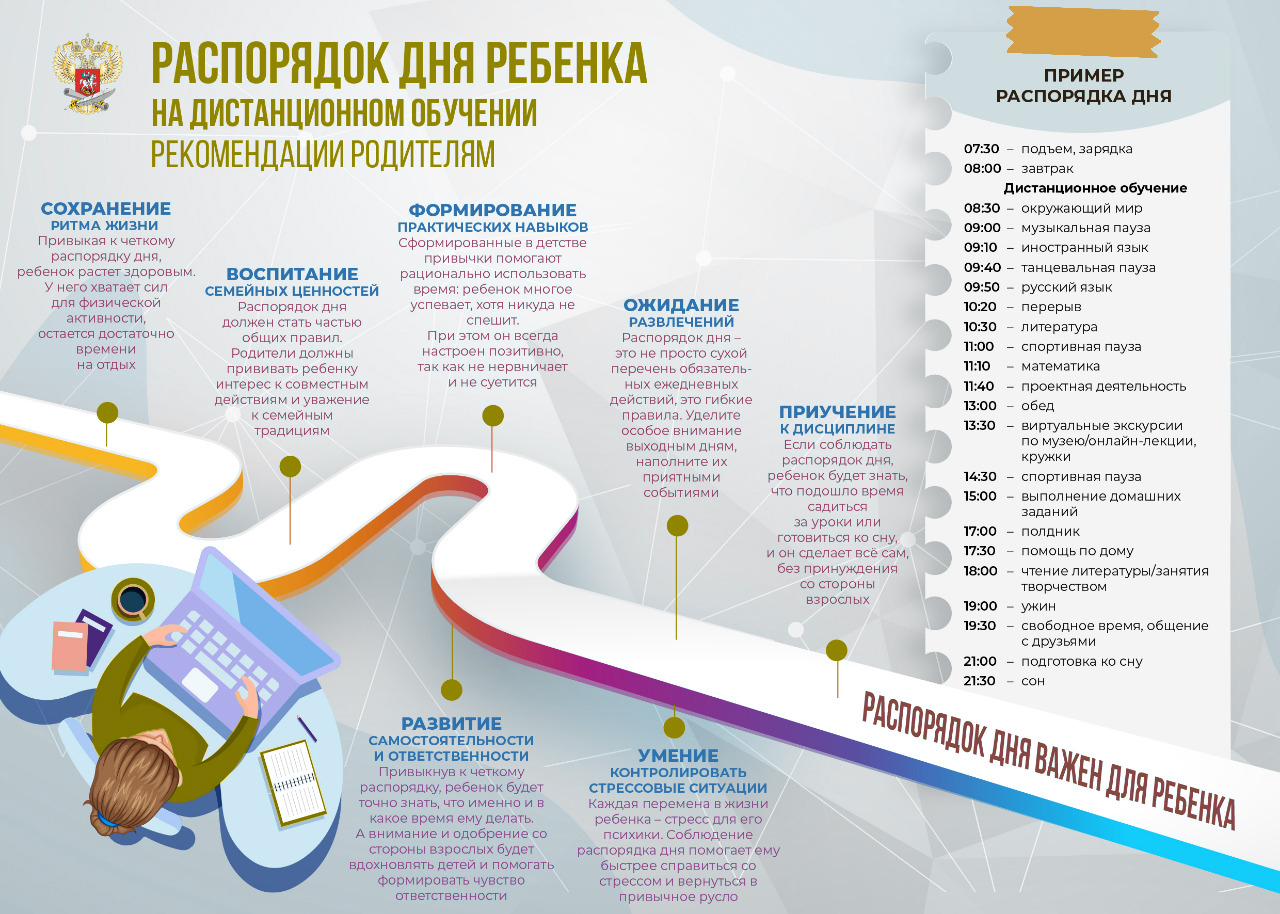 РАСПОРЯДОК ДНЯ РЕБЕНКА
НА ДИСТАНЦИОННОМ ОБУЧЕНИИ
РЕКОМЕНДАЦИИ РОДИТЕЛЯМ
СОХРАНЕНИЕ
РИТМА ЖИЗНИ
Привыкая к четкому
распорядку дня,
ребенок растет здоровым.
У него хватает сил
для физической
активности,
остается достаточно
времени
на отдых
ВОСПИТАНИЕ
СЕМЕЙНЫХ ЦЕННОСТЕЙ
Распорядок дня
должен стать частью
общих правил.
Родители должны
прививать ребенку
интерес к совместным
действиям и уважение
к семейным
традициям
ФОРМИРОВАНИЕ
ПРАКТИЧЕСКИХ НАВЫКОВ
Сформированные в детстве
привычки помогают
рационально использовать
время: ребенок многое
успевает, хотя никуда не
спешит.
При этом он всегда
настроен позитивно,
так как не нервничает
и не суетится
ОЖИДАНИЕ
РАЗВЛЕЧЕНИЙ
Распорядок дня –
это не просто сухой
перечень обязатель-
ных ежедневных
действий, это гибкие
правила. Уделите
особое внимание
выходным дням,
наполните их
приятными
событиями
ПРИУЧЕНИЕ
К ДИСЦИПЛИНЕ
Если соблюдать
распорядок дня,
ребенок будет знать,
что подошло время
садиться
за уроки или
готовиться ко сну,
и он сделает всё сам,
без принуждения
со стороны
взрослых
РАЗВИТИЕ
САМОСТОЯТЕЛЬНОСТИ
И ОТВЕТСТВЕННОСТИ
Привыкнув к четкому
распорядку, ребенок будет
точно знать, что именно и в
какое время ему делать.
А внимание и одобрение со
стороны взрослых будет
вдохновлять детей и помогать
формировать чувство
ответственности
УМЕНИЕ
КОНТРОЛИРОВАТЬ
СТРЕССОВЫЕ СИТУАЦИИ
Каждая перемена в жизни
ребенка – стресс для его
психики. Соблюдение
распорядка дня помогает ему
быстрее справиться со
стрессом и вернуться в
привычное русло
ПРИМЕР
РАСПОРЯДКА ДНЯ
07:30 – подъем, зарядка
08:00 – завтрак
Дистанционное обучение
08:30 – окружающий мир
09:00 – музыкальная пауза
09:10 – иностранный язык
09:40 – танцевальная пауза
09:50 – русский язык
10:20 – перерыв
10:30 – литература
11:00 – спортивная пауза
11:10 – математика
11:40 – проектная деятельность
13:00 – обед
13:30 – виртуальные экскурсии
по музею/онлайн-лекции,
кружки
14:30 – спортивная пауза
15:00 – выполнение домашних
заданий
17:00 – полдник
17:30 – помощь по дому
18:00 – чтение литературы/занятия
творчеством
19:00 – ужин
19:30 – свободное время, общение
с друзьями
21:00 – подготовка ко сну
21:30 – сон
РАСПОРЯДОК ДНЯ ВАЖЕН ДЛЯ РЕБЕНКА